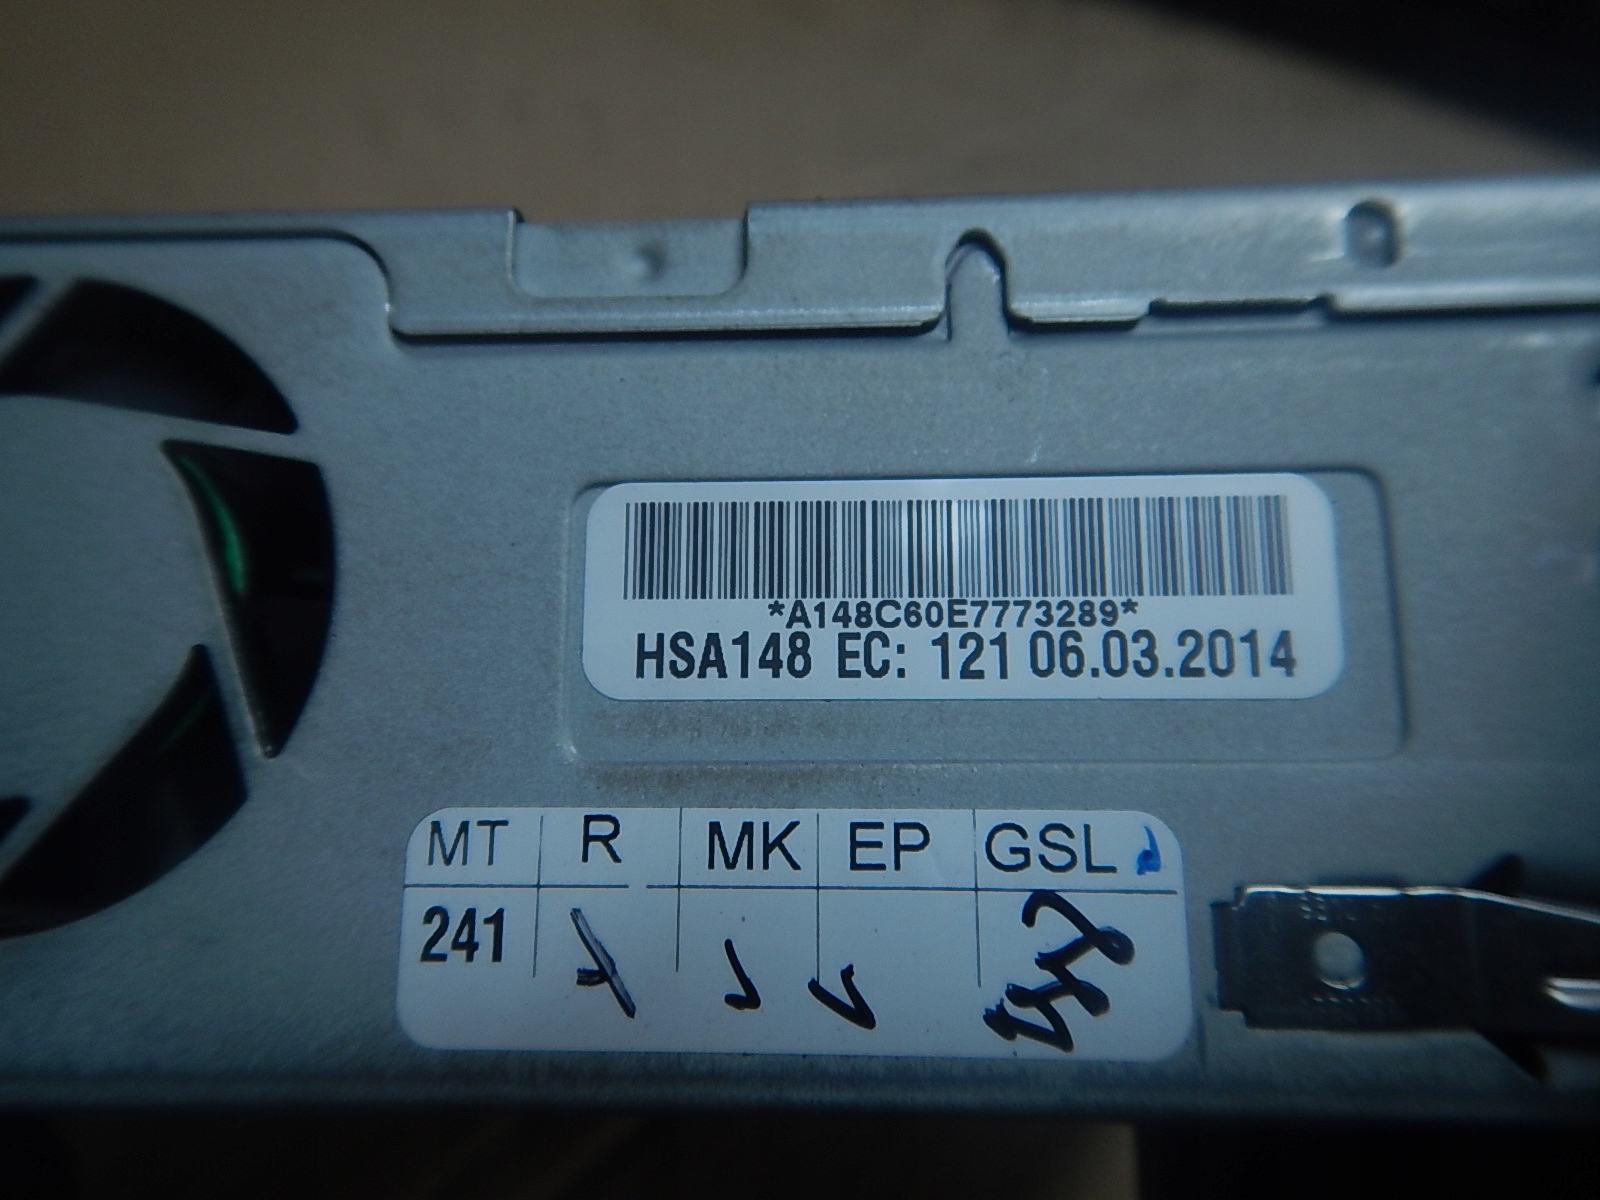 *A148C60E7773289*
HSA148 EC: 121 06.03.2014
MT R MK EP GSL
241